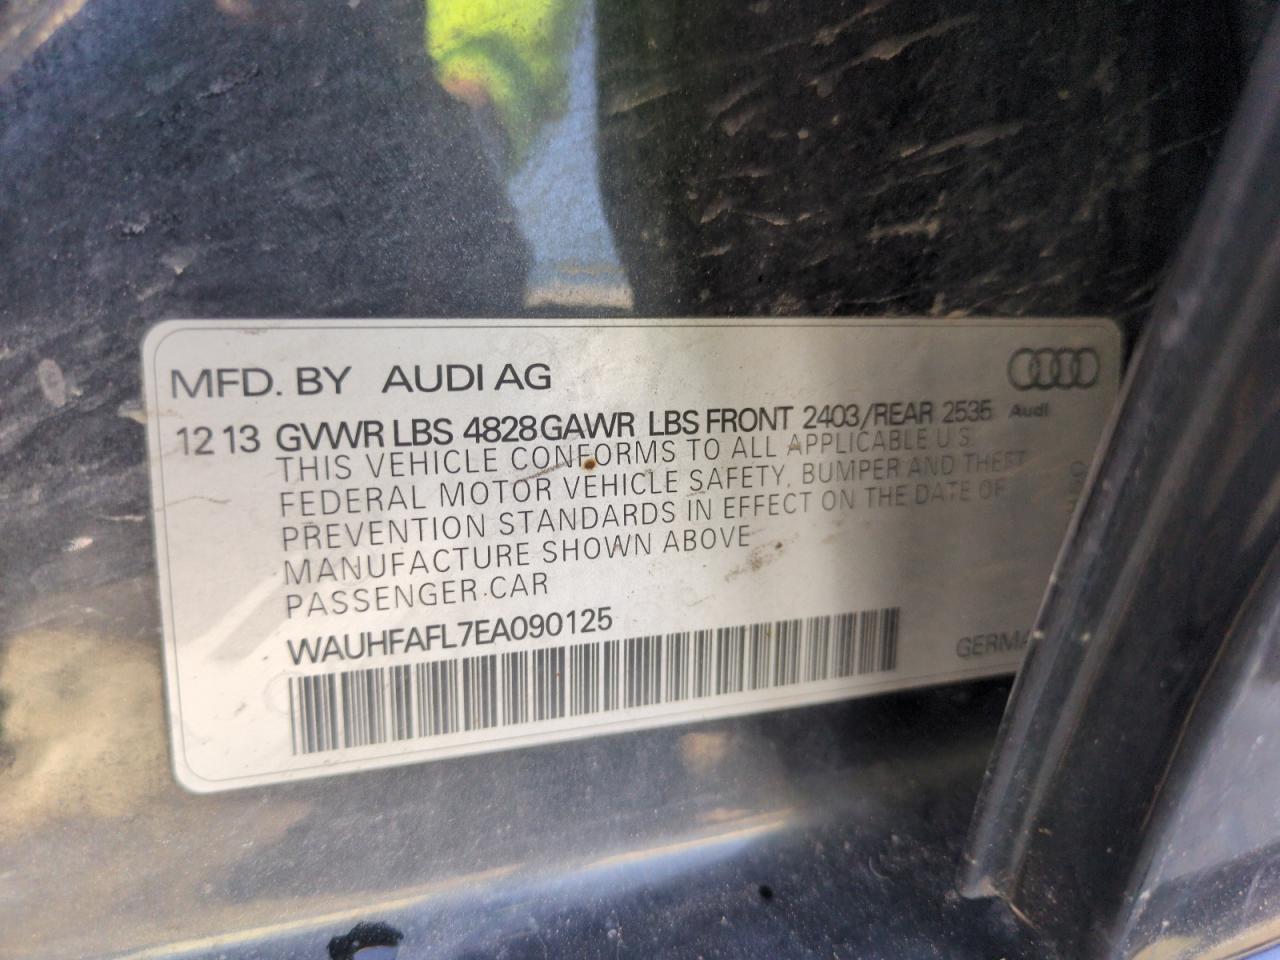 MFD. BY AUDI AG
12 13 GVWR LBS 4828 GAWR LBS FRONT 2403/REAR 2535 Audi
THIS VEHICLE CONFORMS TO ALL APPLICABLE U.S.
FEDERAL MOTOR VEHICLE SAFETY, BUMPER AND THEFT
PREVENTION STANDARDS IN EFFECT ON THE DATE OF
MANUFACTURE SHOWN ABOVE
PASSENGER CAR
WAUHFAFL7EA090125
GERMA